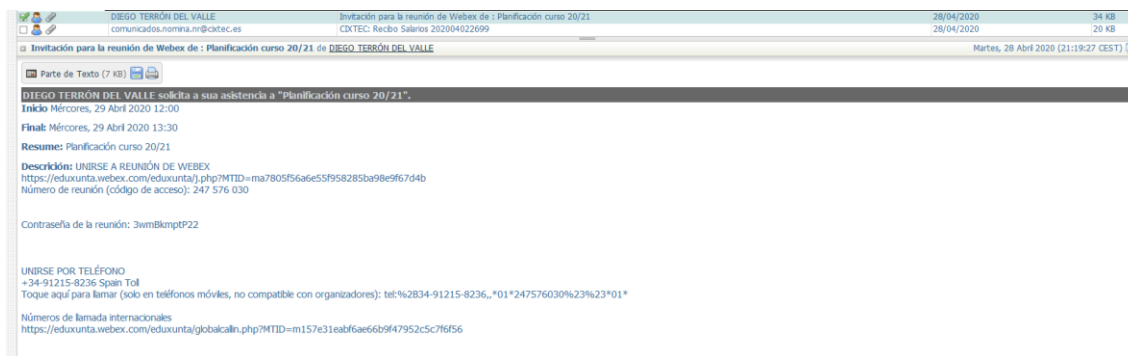 DIEGO TERRÓN DEL VALLE Invitación para la reunión de Webex de : Planificación curso 20/21 28/04/2020 34 KB
comunicados.nomina.nr@cixtec.es CIXTEC: Recibo Salarios 202004022699 28/04/2020 20 KB
Invitación para la reunión de Webex de : Planificación curso 20/21 de DIEGO TERRÓN DEL VALLE Martes, 28 Abril 2020 (21:19:27 CEST)
Parte de Texto (7 KB)
DIEGO TERRÓN DEL VALLE solicita a sua asistencia a "Planificación curso 20/21".
Inicio Mércores, 29 Abril 2020 12:00
Final: Mércores, 29 Abril 2020 13:30
Resume: Planificación curso 20/21
Descrición: UNIRSE A REUNIÓN DE WEBEX
https://eduxunta.webex.com/eduxunta/j.php?MTID=ma7805f56a6e55f958285ba98e9f67d4b
Número de reunión (código de acceso): 247 576 030
Contraseña de la reunión: 3wmBkmptP22
UNIRSE POR TELÉFONO
+34-91215-8236 Spain Toll
Toque aquí para llamar (solo en teléfonos móviles, no compatible con organizadores): tel:%2B34-91215-8236,,*01*247576030%23%23*01*
Números de llamada internacionales
https://eduxunta.webex.com/eduxunta/globalcallin.php?MTID=m157e31eabf6ae66b9f47952c5c7f6f56